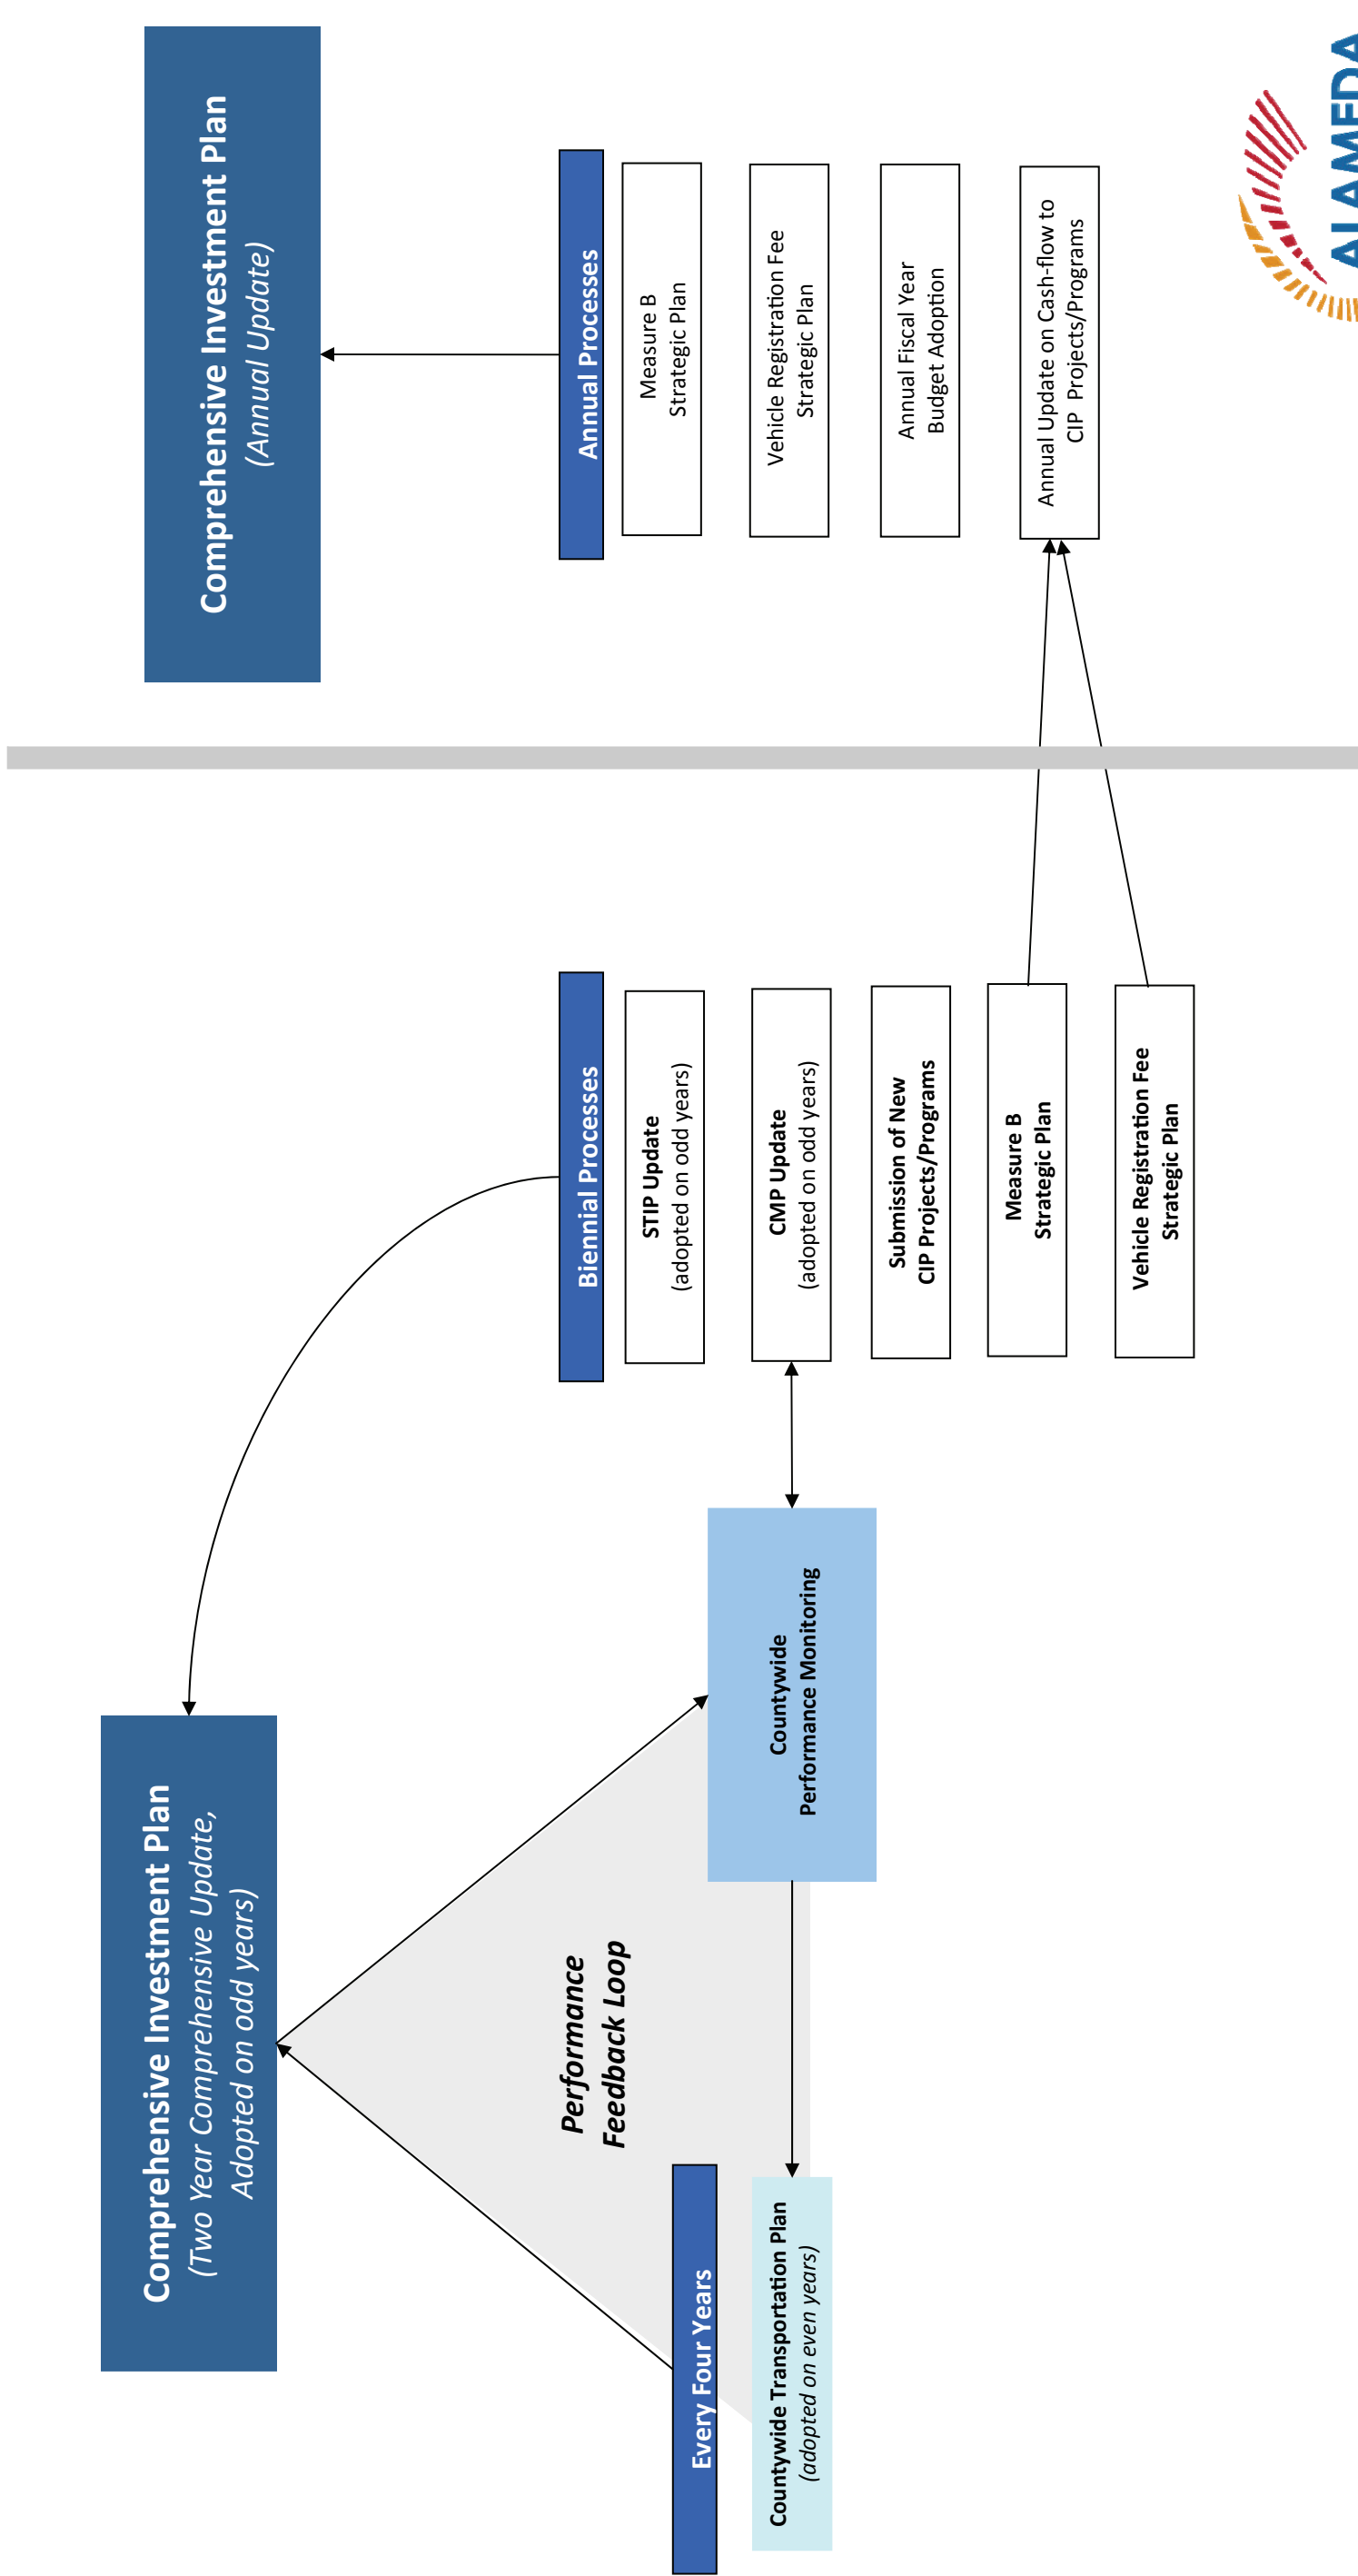 Comprehensive Investment Plan
(Two Year Comprehensive Update,
Adopted on odd years)
Performance
Feedback Loop
Every Four Years
Countywide Transportation Plan
(adopted on even years)
Countywide
Performance Monitoring
Biennial Processes
STIP Update
(adopted on odd years)
CMP Update
(adopted on odd years)
Submission of New
CIP Projects/Programs
Measure B
Strategic Plan
Vehicle Registration Fee
Strategic Plan
Comprehensive Investment Plan
(Annual Update)
Annual Processes
Measure B
Strategic Plan
Vehicle Registration Fee
Strategic Plan
Annual Fiscal Year
Budget Adoption
Annual Update on Cash-flow to
CIP Projects/Programs
ALAMEDA